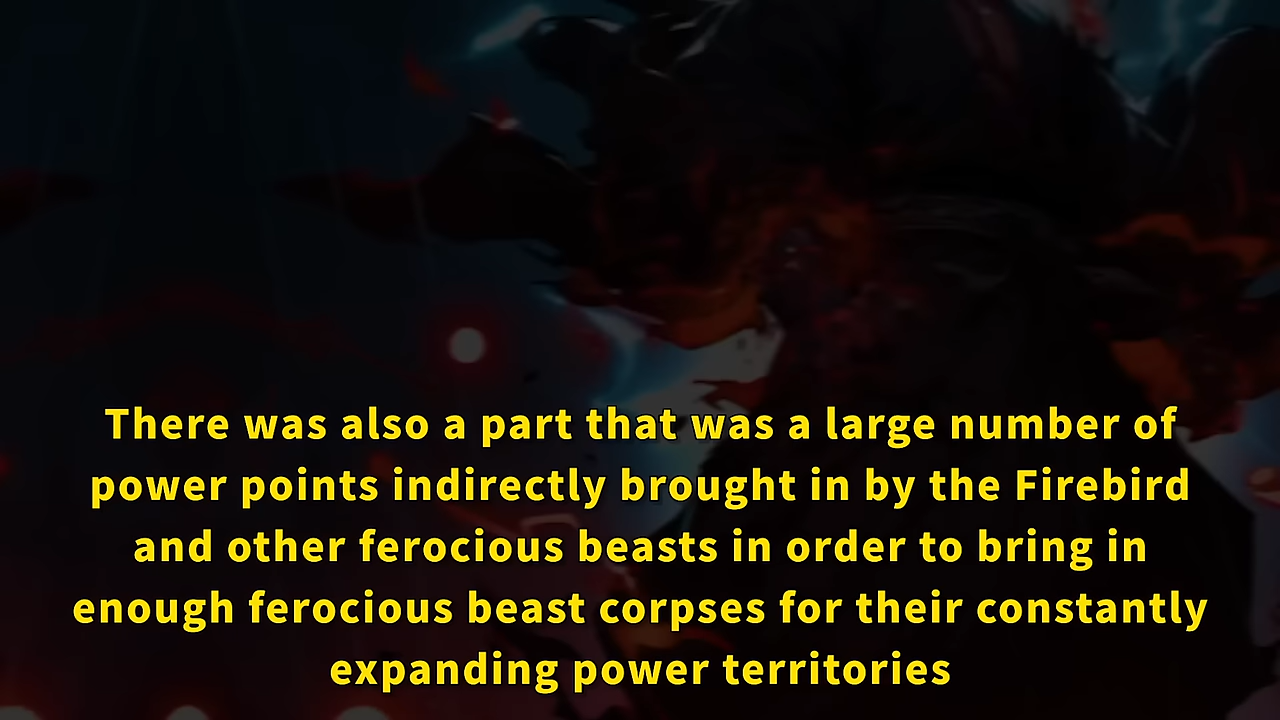 There was also a part that was a large number of
power points indirectly brought in by the Firebird
and other ferocious beasts in order to bring in
enough ferocious beast corpses for their constantly
expanding power territories